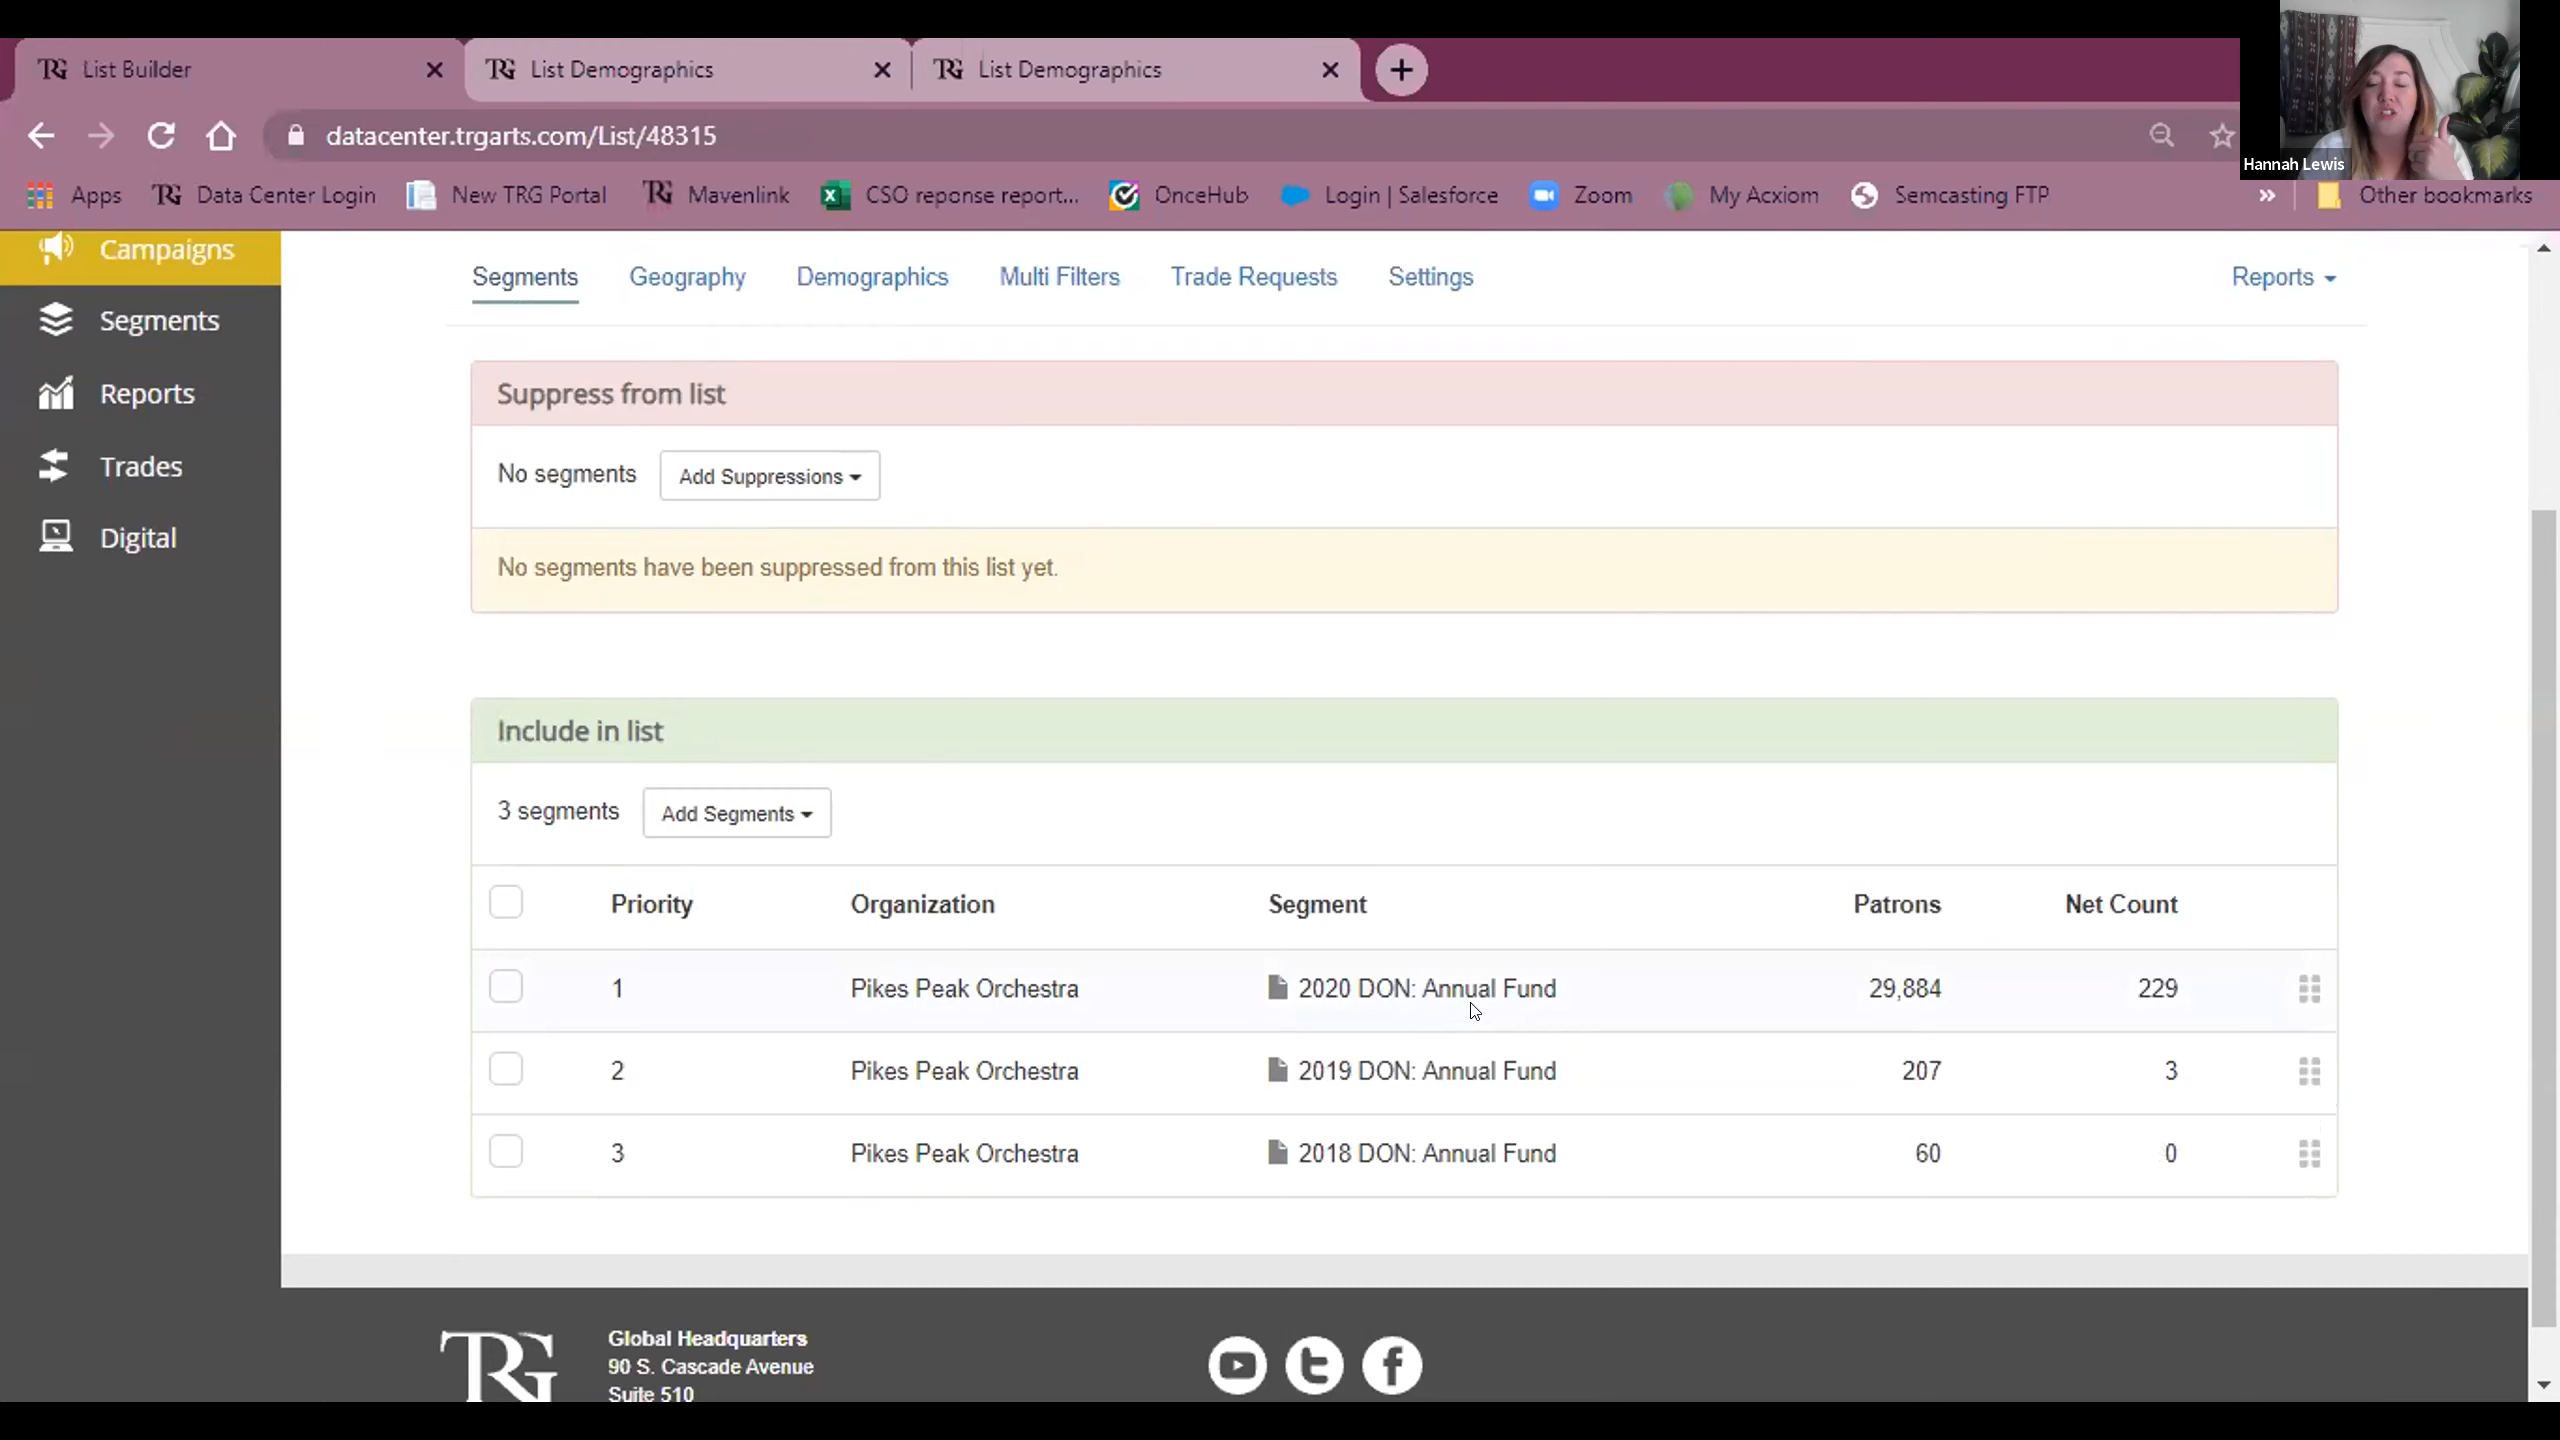 TRG List Builder
TRG List Demographics
TRG List Demographics
datacenter.trgarts.com/List/48315
Hannah Lewis
Apps TRG Data Center Login New TRG Portal TRG Mavenlink CSO reponse report... OnceHub Login | Salesforce Zoom My Acxiom Semcasting FTP » Other bookmarks
Campaigns
Segments
Reports
Trades
Digital
Segments Geography Demographics Multi Filters Trade Requests Settings Reports
Suppress from list
No segments Add Suppressions
No segments have been suppressed from this list yet.
Include in list
3 segments Add Segments
Priority Organization Segment Patrons Net Count
1 Pikes Peak Orchestra 2020 DON: Annual Fund 29,884 229
2 Pikes Peak Orchestra 2019 DON: Annual Fund 207 3
3 Pikes Peak Orchestra 2018 DON: Annual Fund 60 0
TRG
Global Headquarters
90 S. Cascade Avenue
Suite 510